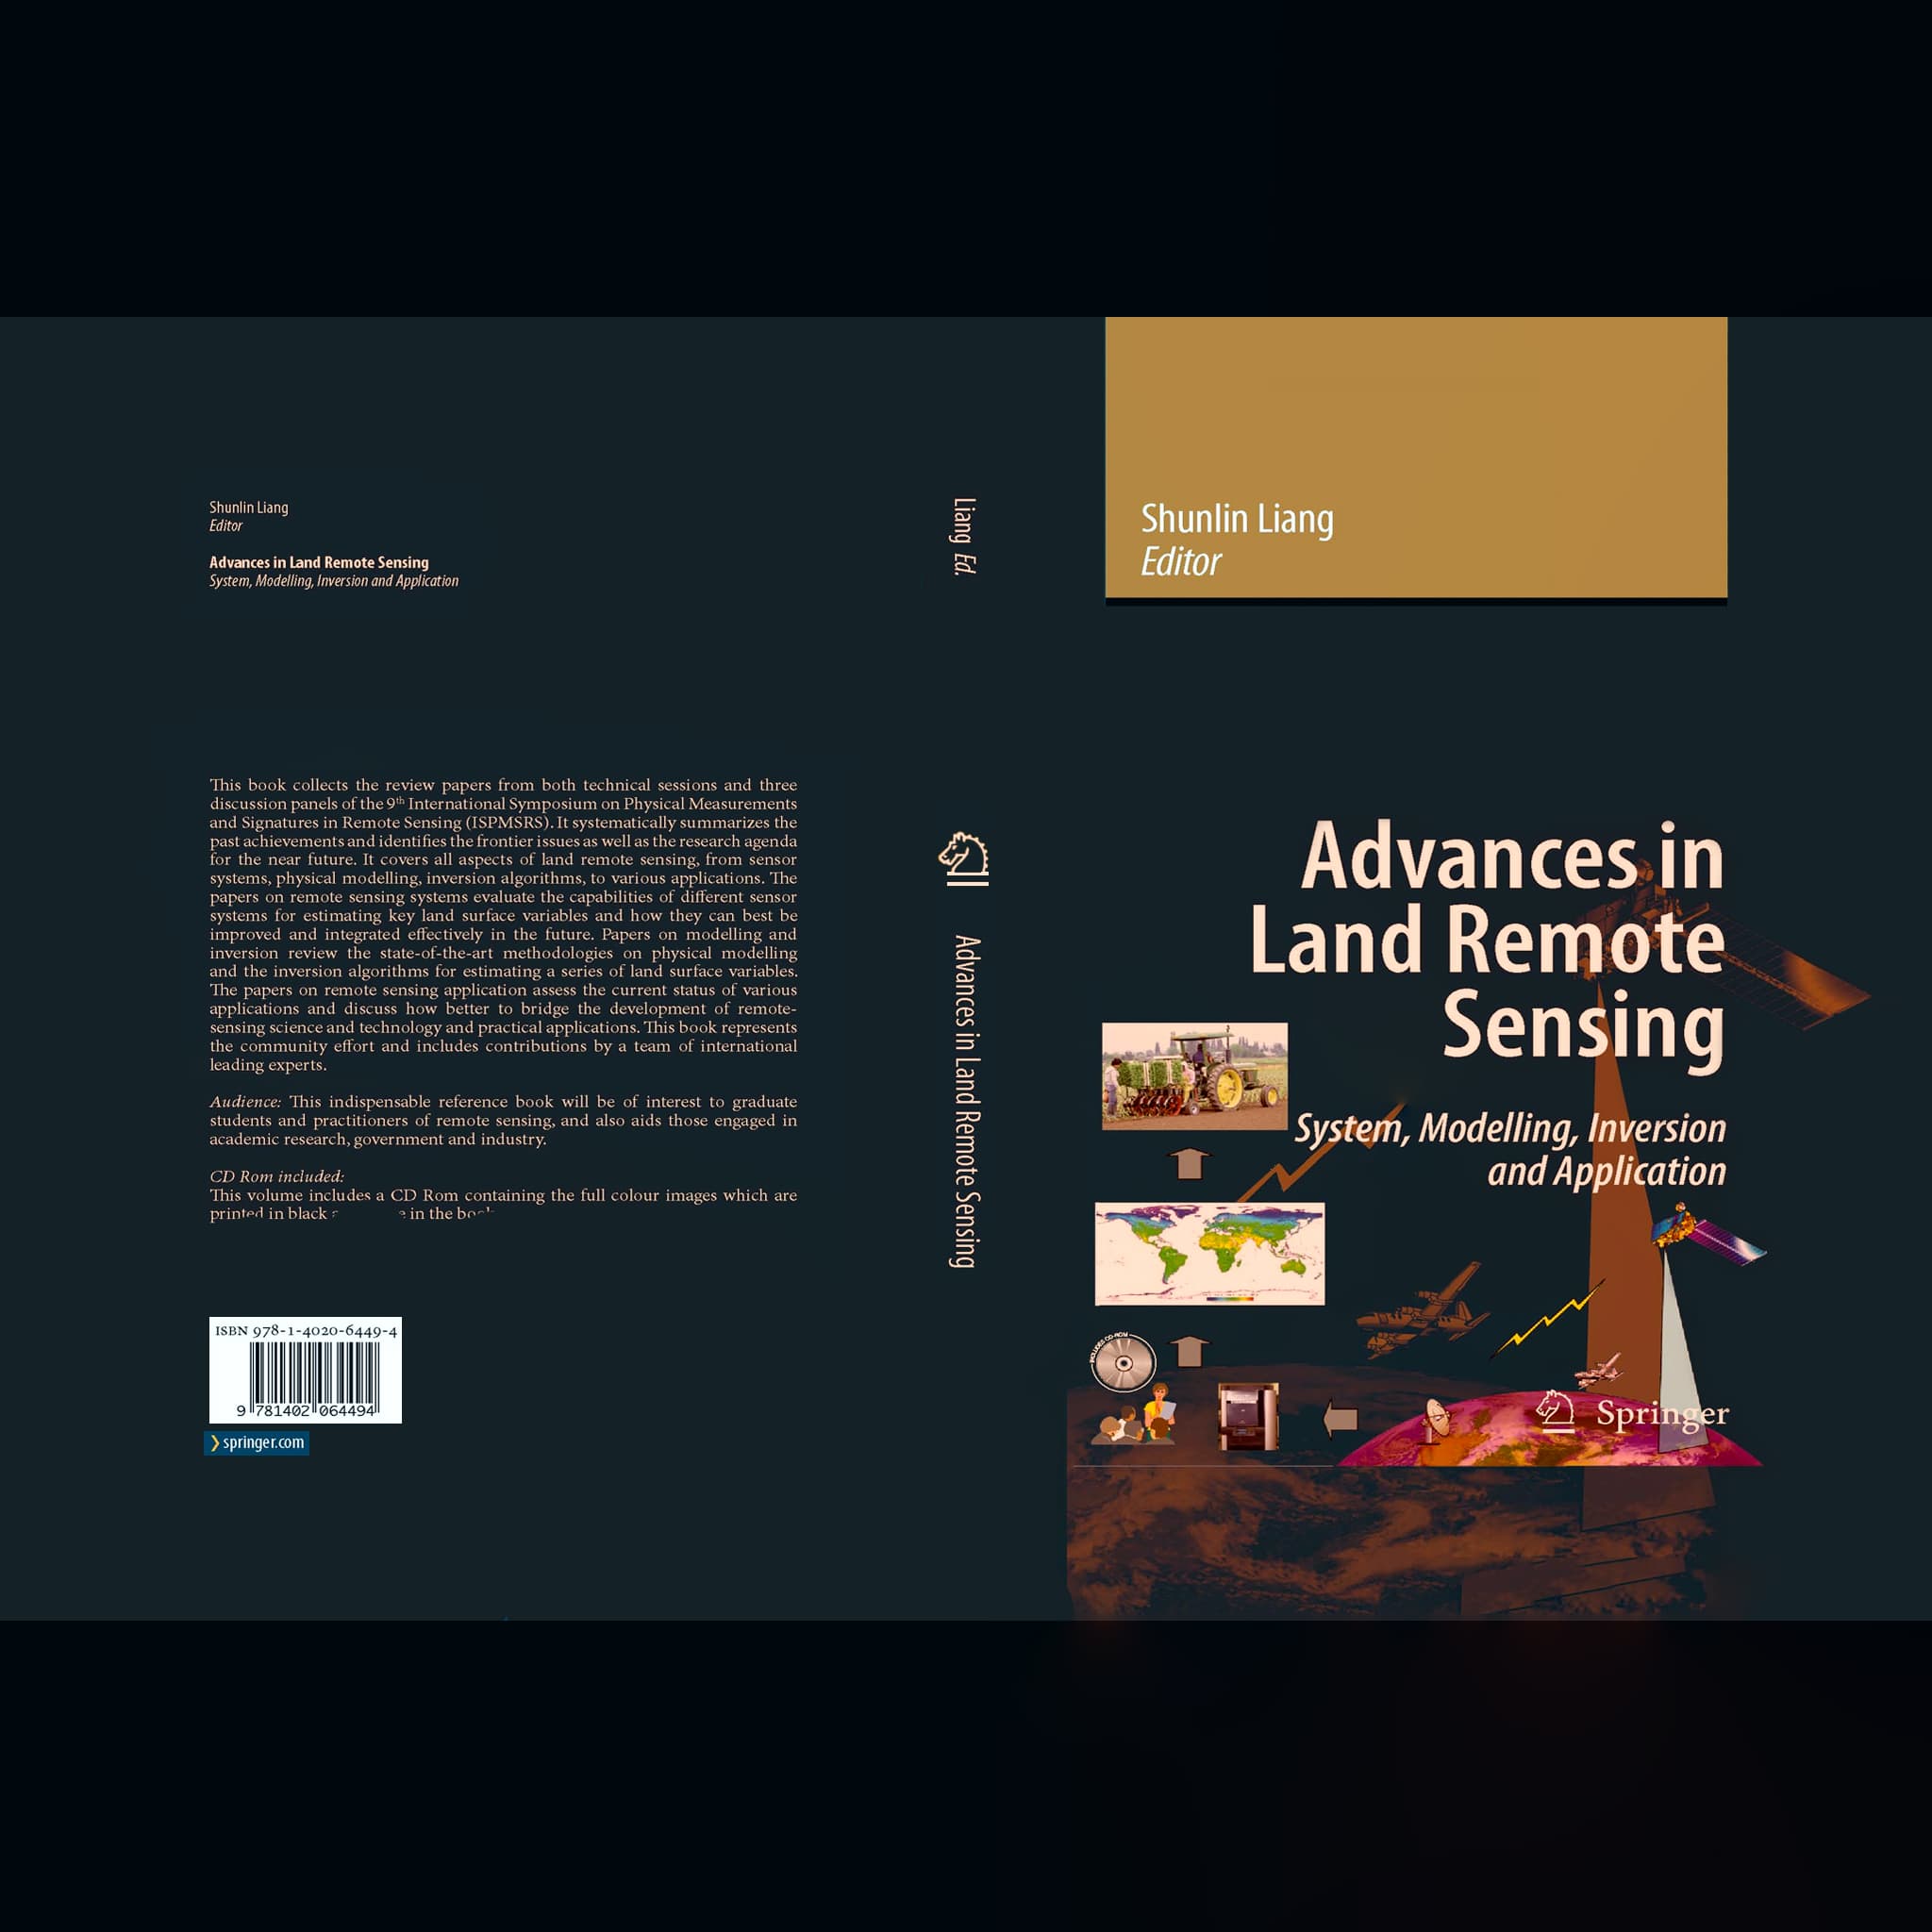 Shunlin Liang
Editor
Advances in Land Remote Sensing
System, Modelling, Inversion and Application
This book collects the review papers from both technical sessions and three
discussion panels of the 9th International Symposium on Physical Measurements
and Signatures in Remote Sensing (ISPMSRS). It systematically summarizes the
past achievements and identifies the frontier issues as well as the research agenda
for the near future. It covers all aspects of land remote sensing, from sensor
systems, physical modelling, inversion algorithms, to various applications. The
papers on remote sensing systems evaluate the capabilities of different sensor
systems for estimating key land surface variables and how they can best be
improved and integrated effectively in the future. Papers on modelling and
inversion review the state-of-the-art methodologies on physical modelling
and the inversion algorithms for estimating a series of land surface variables.
The papers on remote sensing application assess the current status of various
applications and discuss how better to bridge the development of remote-
sensing science and technology and practical applications. This book represents
the community effort and includes contributions by a team of international
leading experts.
Audience: This indispensable reference book will be of interest to graduate
students and practitioners of remote sensing, and also aids those engaged in
academic research, government and industry.
CD Rom included:
This volume includes a CD Rom containing the full colour images which are
printed in black in the book
ISBN 978-1-4020-6449-4
9 781402 064494
springer.com
Liang Ed.
Advances in Land Remote Sensing
Shunlin Liang
Editor
Advances in
Land Remote
Sensing
System, Modelling, Inversion
and Application
INCLUDES CD-ROM
Springer